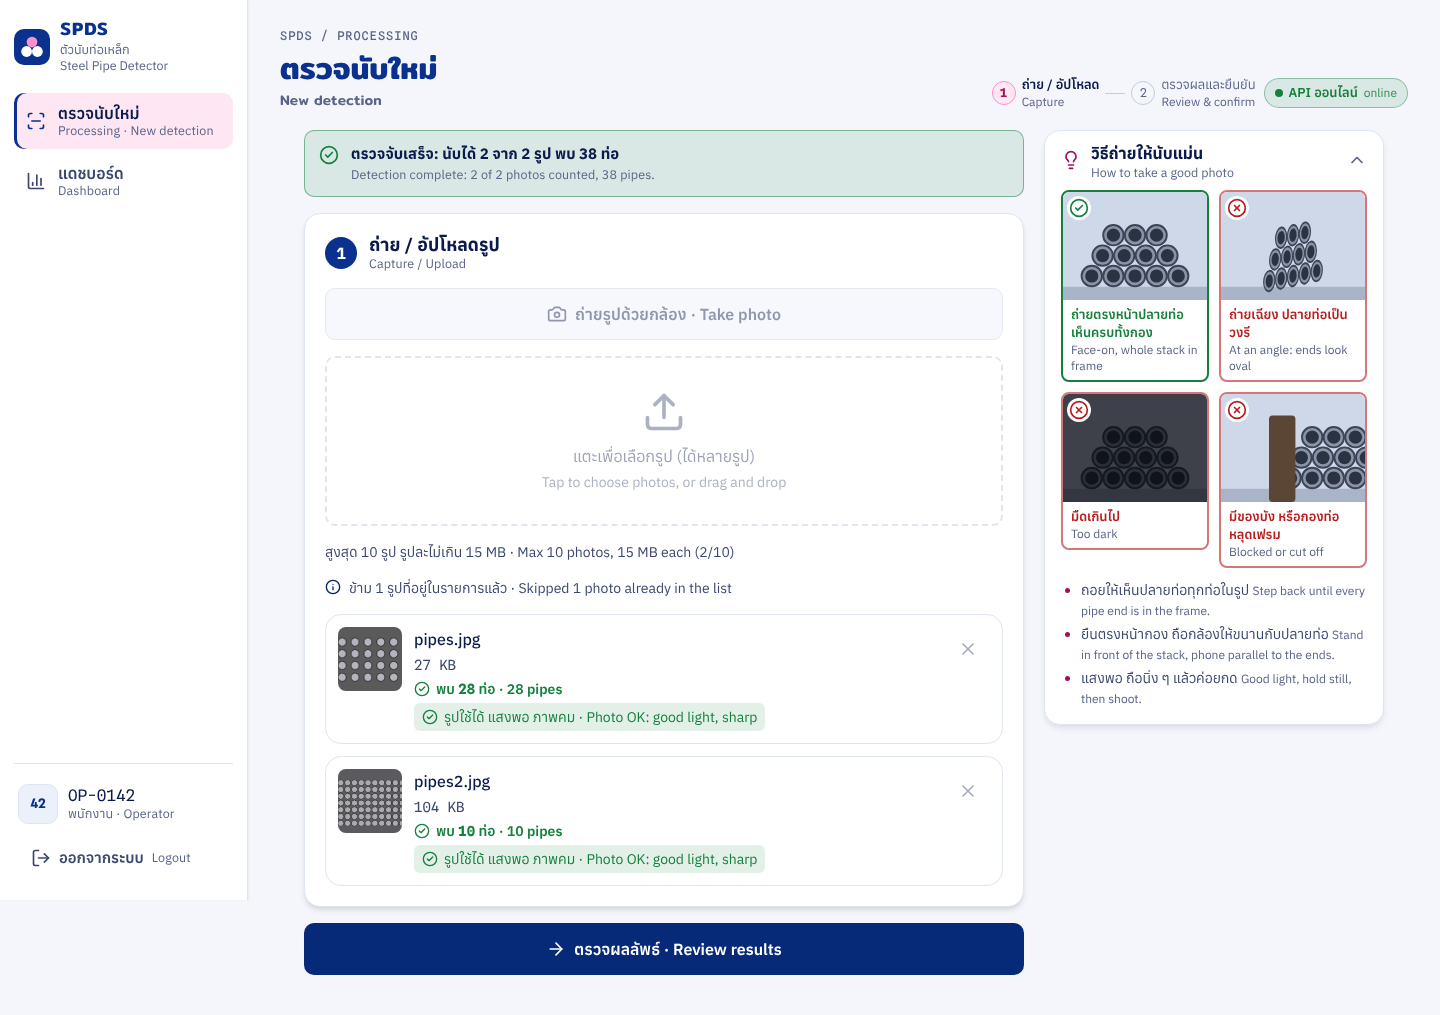 SPDS
ตัวนับท่อเหล็ก
Steel Pipe Detector
ตรวจนับใหม่
Processing · New detection
แดชบอร์ด
Dashboard
42
OP-0142
พนักงาน · Operator
ออกจากระบบ Logout
SPDS / PROCESSING
ตรวจนับใหม่
New detection
1
ถ่าย / อัปโหลด
Capture
2
ตรวจผลและยืนยัน
Review & confirm
API ออนไลน์ online
ตรวจจับเสร็จ: นับได้ 2 จาก 2 รูป พบ 38 ท่อ
Detection complete: 2 of 2 photos counted, 38 pipes.
1
ถ่าย / อัปโหลดรูป
Capture / Upload
ถ่ายรูปด้วยกล้อง · Take photo
แตะเพื่อเลือกรูป (ได้หลายรูป)
Tap to choose photos, or drag and drop
สูงสุด 10 รูป รูปละไม่เกิน 15 MB · Max 10 photos, 15 MB each (2/10)
ข้าม 1 รูปที่อยู่ในรายการแล้ว · Skipped 1 photo already in the list
pipes.jpg
27 KB
พบ 28 ท่อ · 28 pipes
รูปใช้ได้ แสงพอ ภาพคม · Photo OK: good light, sharp
pipes2.jpg
104 KB
พบ 10 ท่อ · 10 pipes
รูปใช้ได้ แสงพอ ภาพคม · Photo OK: good light, sharp
ตรวจผลลัพธ์ · Review results
วิธีถ่ายให้นับแม่น
How to take a good photo
ถ่ายตรงหน้าปลายท่อ
เห็นครบทั้งกอง
Face-on, whole stack in
frame
ถ่ายเฉียง ปลายท่อเป็น
วงรี
At an angle: ends look
oval
มืดเกินไป
Too dark
มีของบัง หรือกองท่อ
หลุดเฟรม
Blocked or cut off
ถอยให้เห็นปลายท่อทุกท่อในรูป Step back until every
pipe end is in the frame.
ยืนตรงหน้ากอง ถือกล้องให้ขนานกับปลายท่อ Stand
in front of the stack, phone parallel to the ends.
แสงพอ ถือนิ่ง ๆ แล้วค่อยกด Good light, hold still,
then shoot.